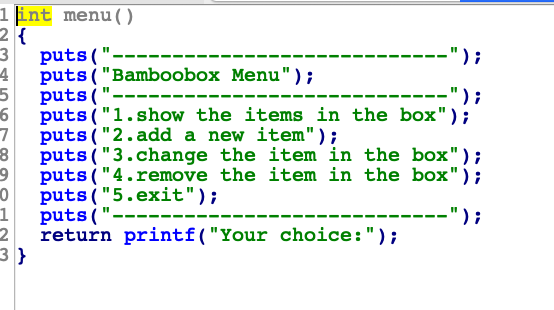 1 int menu()
2 {
3   puts("----------------------------");
4   puts("Bamboobox Menu");
5   puts("----------------------------");
6   puts("1.show the items in the box");
7   puts("2.add a new item");
8   puts("3.change the item in the box");
9   puts("4.remove the item in the box");
0   puts("5.exit");
1   puts("----------------------------");
2   return printf("Your choice:");
3 }